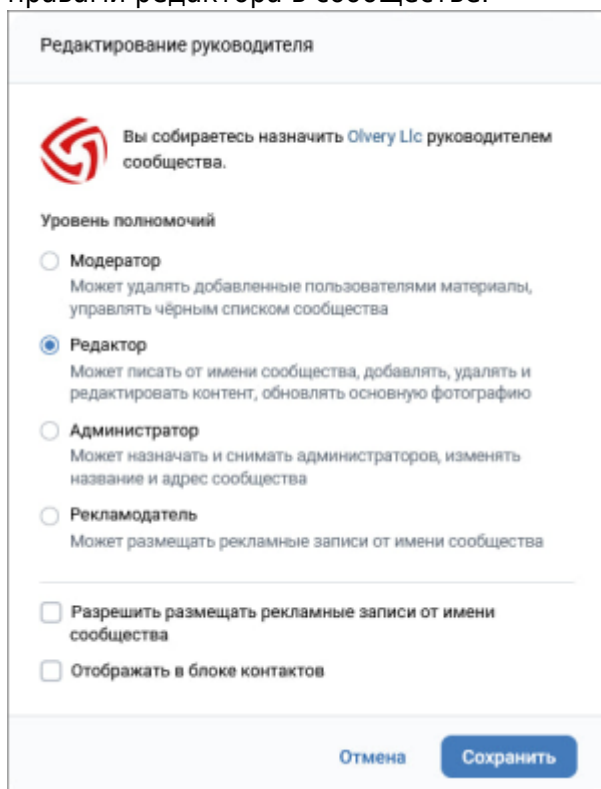 правами редактора в сообществе.
Редактирование руководителя
Вы собираетесь назначить Olvery Llc руководителем
сообщества.
Уровень полномочий
Модератор
Может удалять добавленные пользователями материалы,
управлять чёрным списком сообщества
Редактор
Может писать от имени сообщества, добавлять, удалять и
редактировать контент, обновлять основную фотографию
Администратор
Может назначать и снимать администраторов, изменять
название и адрес сообщества
Рекламодатель
Может размещать рекламные записи от имени сообщества
Разрешить размещать рекламные записи от имени
сообщества
Отображать в блоке контактов
Отмена
Сохранить